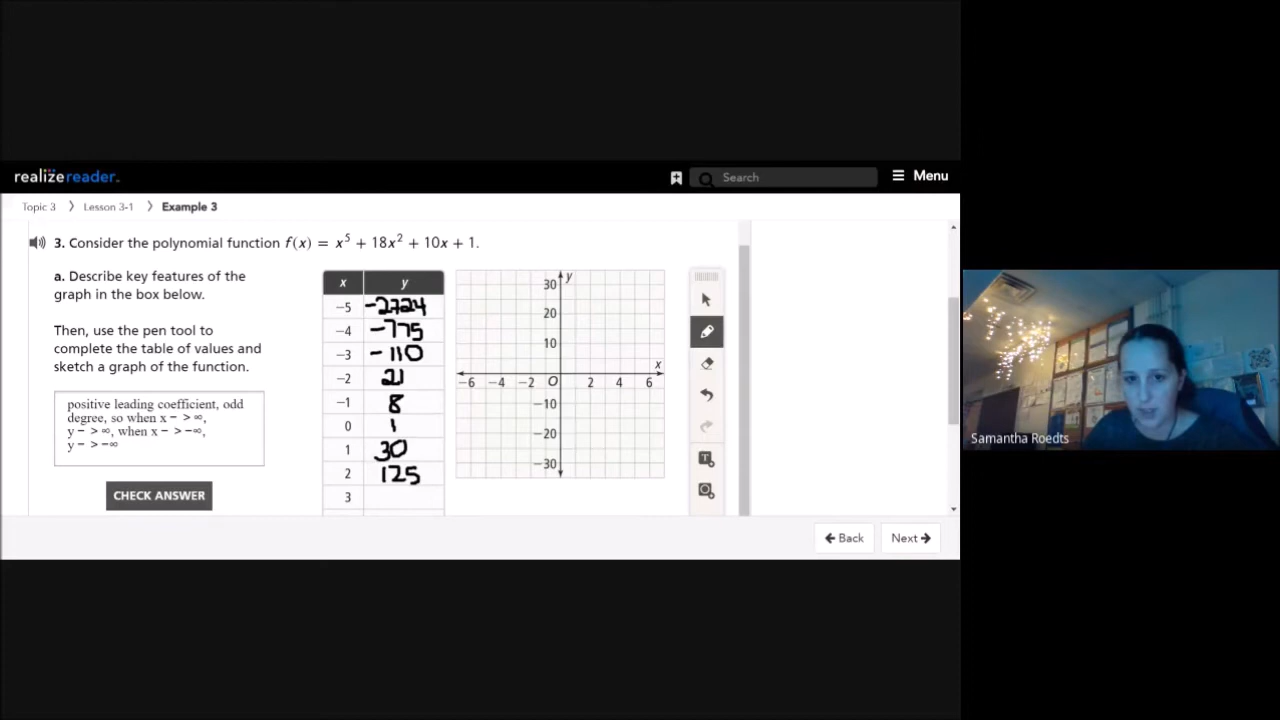 realizereader.
Search
Menu
Topic 3 > Lesson 3-1 > Example 3
3. Consider the polynomial function f(x) = x⁵ + 18x² + 10x + 1.
a. Describe key features of the
graph in the box below.
Then, use the pen tool to
complete the table of values and
sketch a graph of the function.
positive leading coefficient, odd
degree, so when x − > ∞,
y − > ∞, when x − > −∞,
y − > −∞
CHECK ANSWER
x y
−5 -2724
−4 -775
−3 -110
−2 21
−1 8
0 1
1 30
2 125
3
y
30
20
10
x
−6 −4 −2 O 2 4 6
−10
−20
−30
T
Back
Next
Samantha Roedts